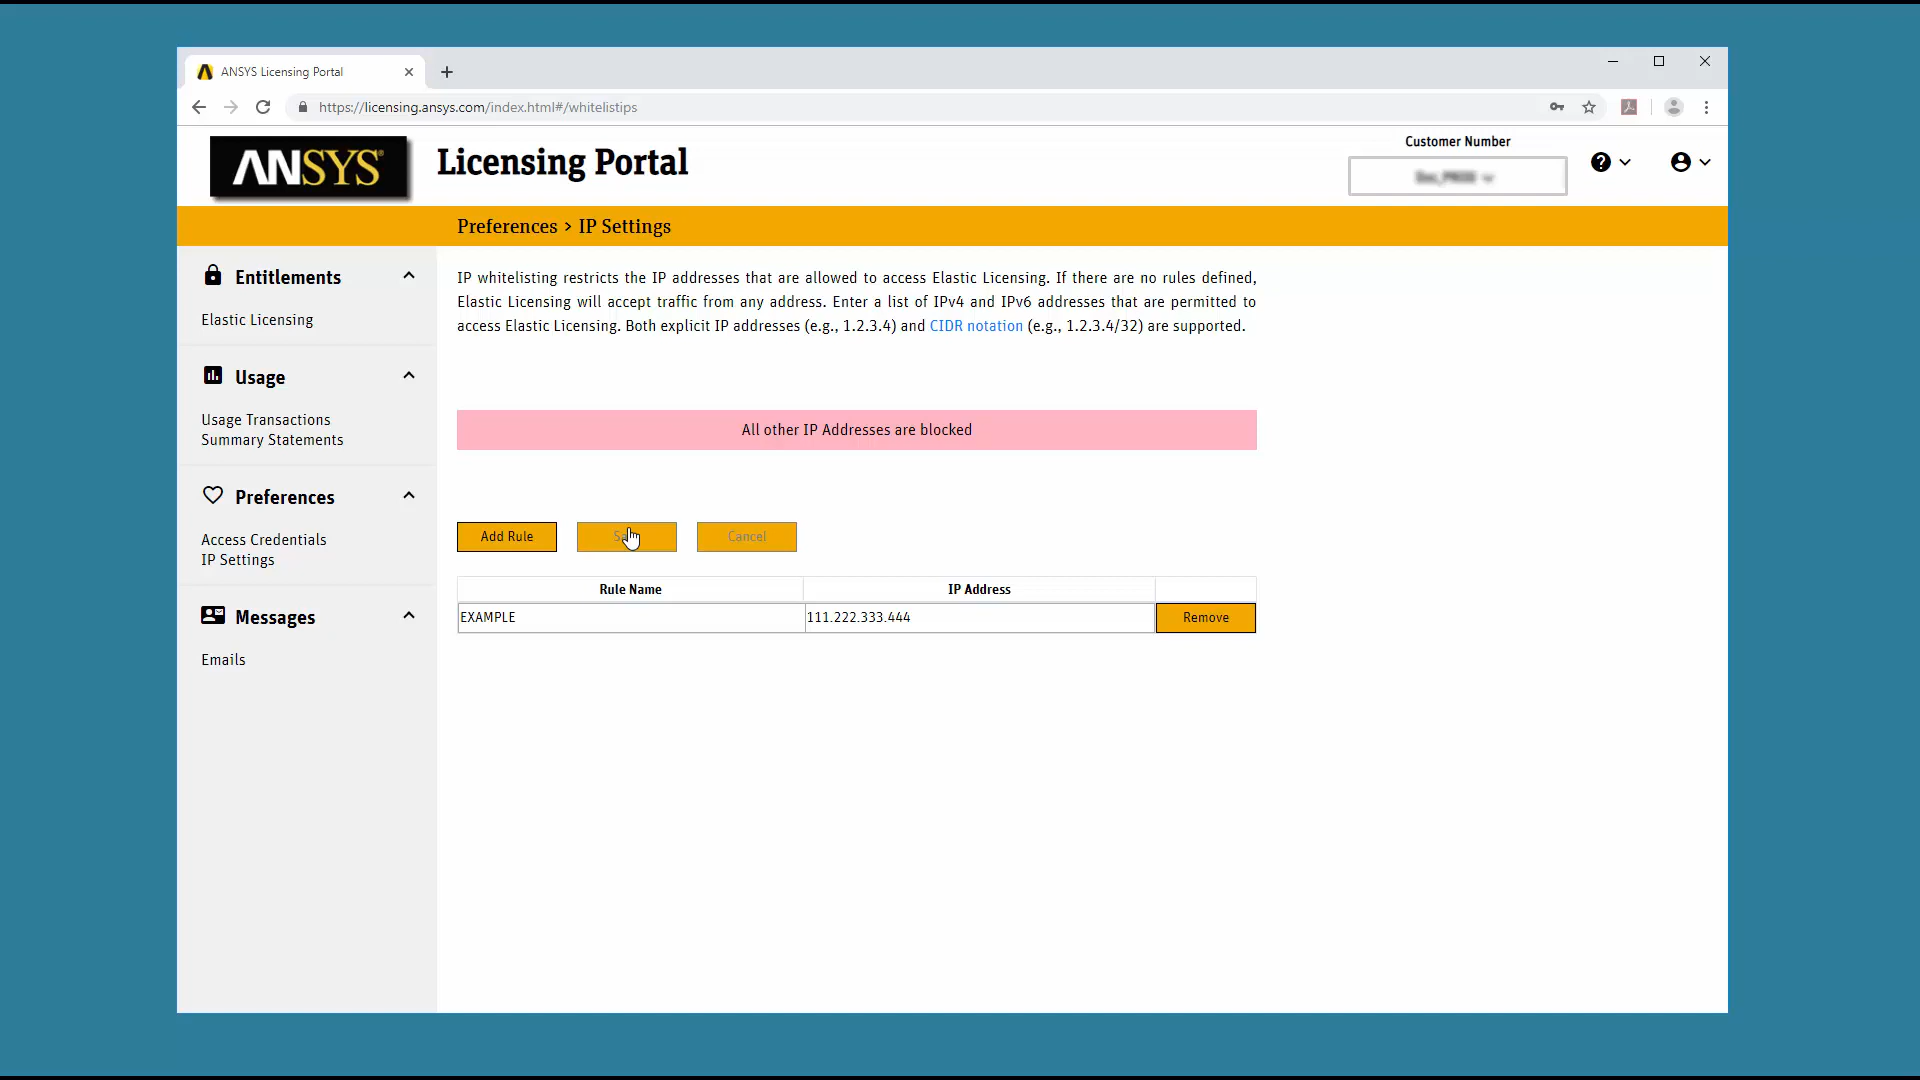 ANSYS Licensing Portal
https://licensing.ansys.com/index.html#/whitelistips
ANSYS®
Licensing Portal
Customer Number
Preferences > IP Settings
Entitlements
Elastic Licensing
Usage
Usage Transactions
Summary Statements
Preferences
Access Credentials
IP Settings
Messages
Emails
IP whitelisting restricts the IP addresses that are allowed to access Elastic Licensing. If there are no rules defined,
Elastic Licensing will accept traffic from any address. Enter a list of IPv4 and IPv6 addresses that are permitted to
access Elastic Licensing. Both explicit IP addresses (e.g., 1.2.3.4) and CIDR notation (e.g., 1.2.3.4/32) are supported.
All other IP Addresses are blocked
Add Rule
Cancel
Rule Name IP Address
EXAMPLE 111.222.333.444 Remove